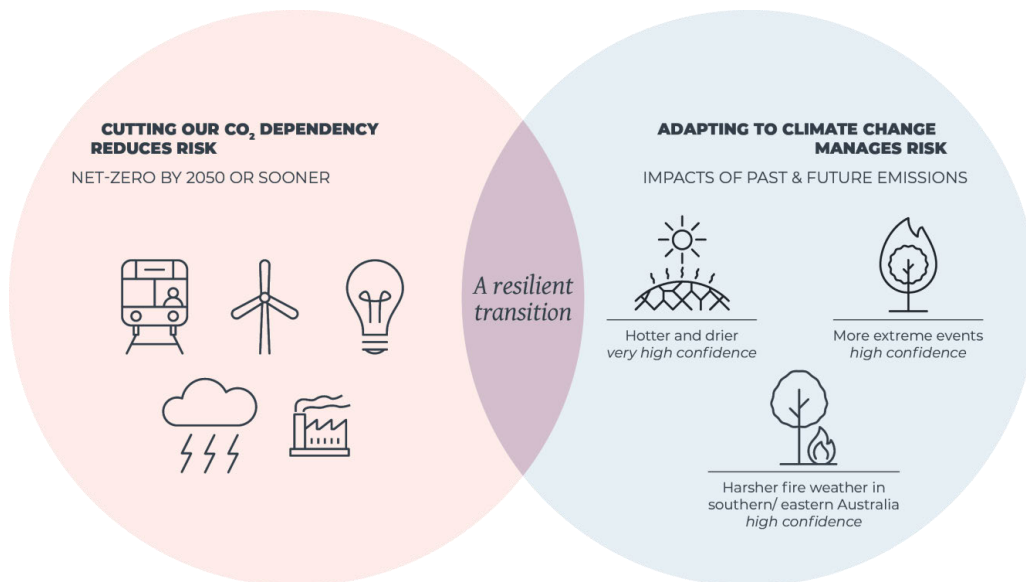 CUTTING OUR CO₂ DEPENDENCY
REDUCES RISK
NET-ZERO BY 2050 OR SOONER
A resilient
transition
ADAPTING TO CLIMATE CHANGE
MANAGES RISK
IMPACTS OF PAST & FUTURE EMISSIONS
Hotter and drier
very high confidence
More extreme events
high confidence
Harsher fire weather in
southern/ eastern Australia
high confidence